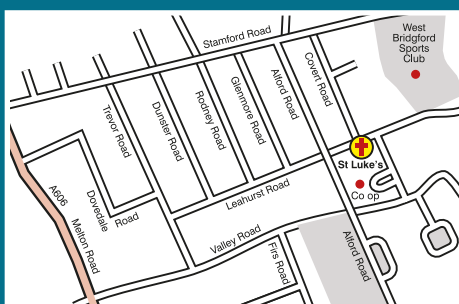 West
Bridgford
Sports
Club
Stamford Road
Covert Road
Alford Road
Glenmore Road
Rodney Road
Dunster Road
Trevor Road
St Luke's
Co op
Leahurst Road
Dovedale
Road
A606
Melton Road
Valley Road
Firs Road
Alford Road